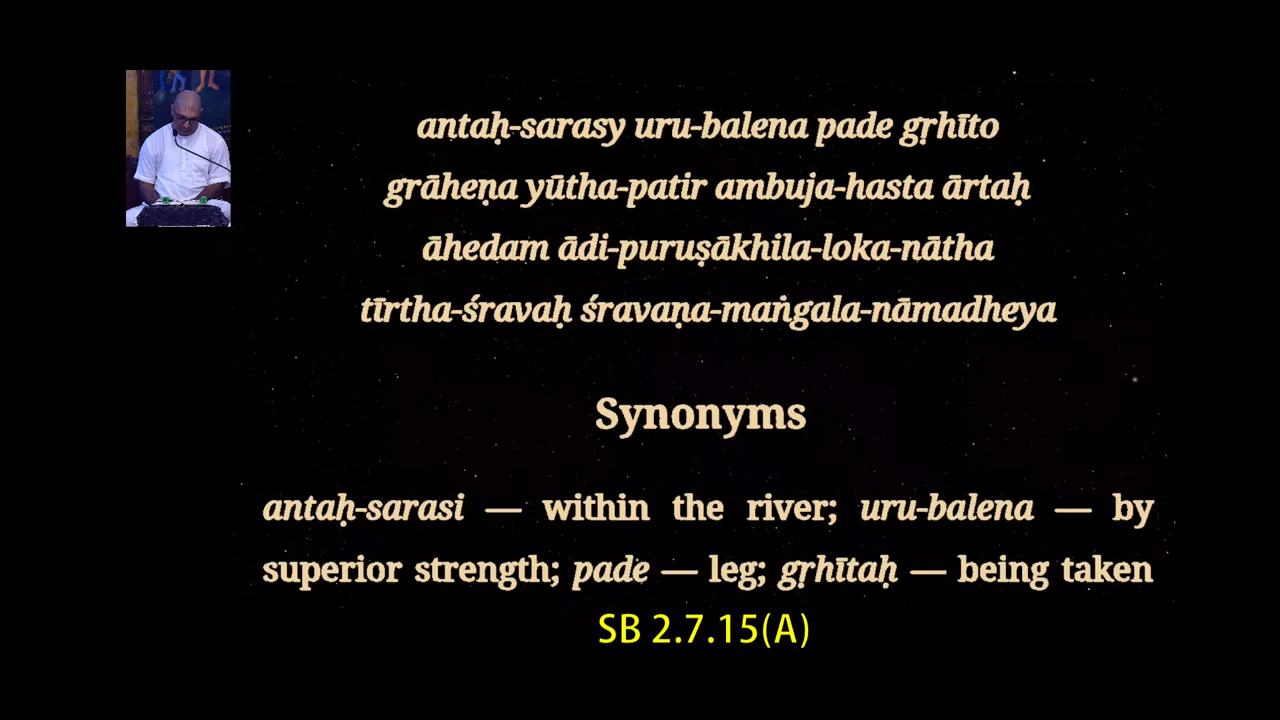 antaḥ-sarasy uru-balena pade gṛhīto
grāheṇa yūtha-patir ambuja-hasta ārtaḥ
āhedam ādi-puruṣākhila-loka-nātha
tīrtha-śravaḥ śravaṇa-maṅgala-nāmadheya
Synonyms
antaḥ-sarasi — within the river; uru-balena — by
superior strength; pade — leg; gṛhītaḥ — being taken
SB 2.7.15(A)